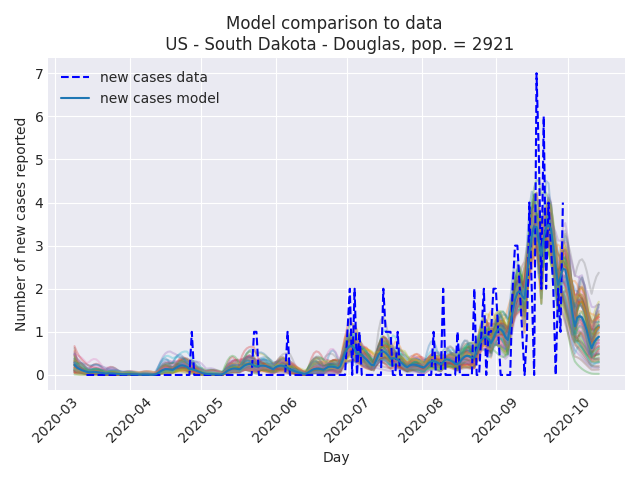 Model comparison to data
US - South Dakota - Douglas, pop. = 2921
new cases data
new cases model
Number of new cases reported
7
6
5
4
3
2
1
0
2020-03
2020-04
2020-05
2020-06
2020-07
2020-08
2020-09
2020-10
Day